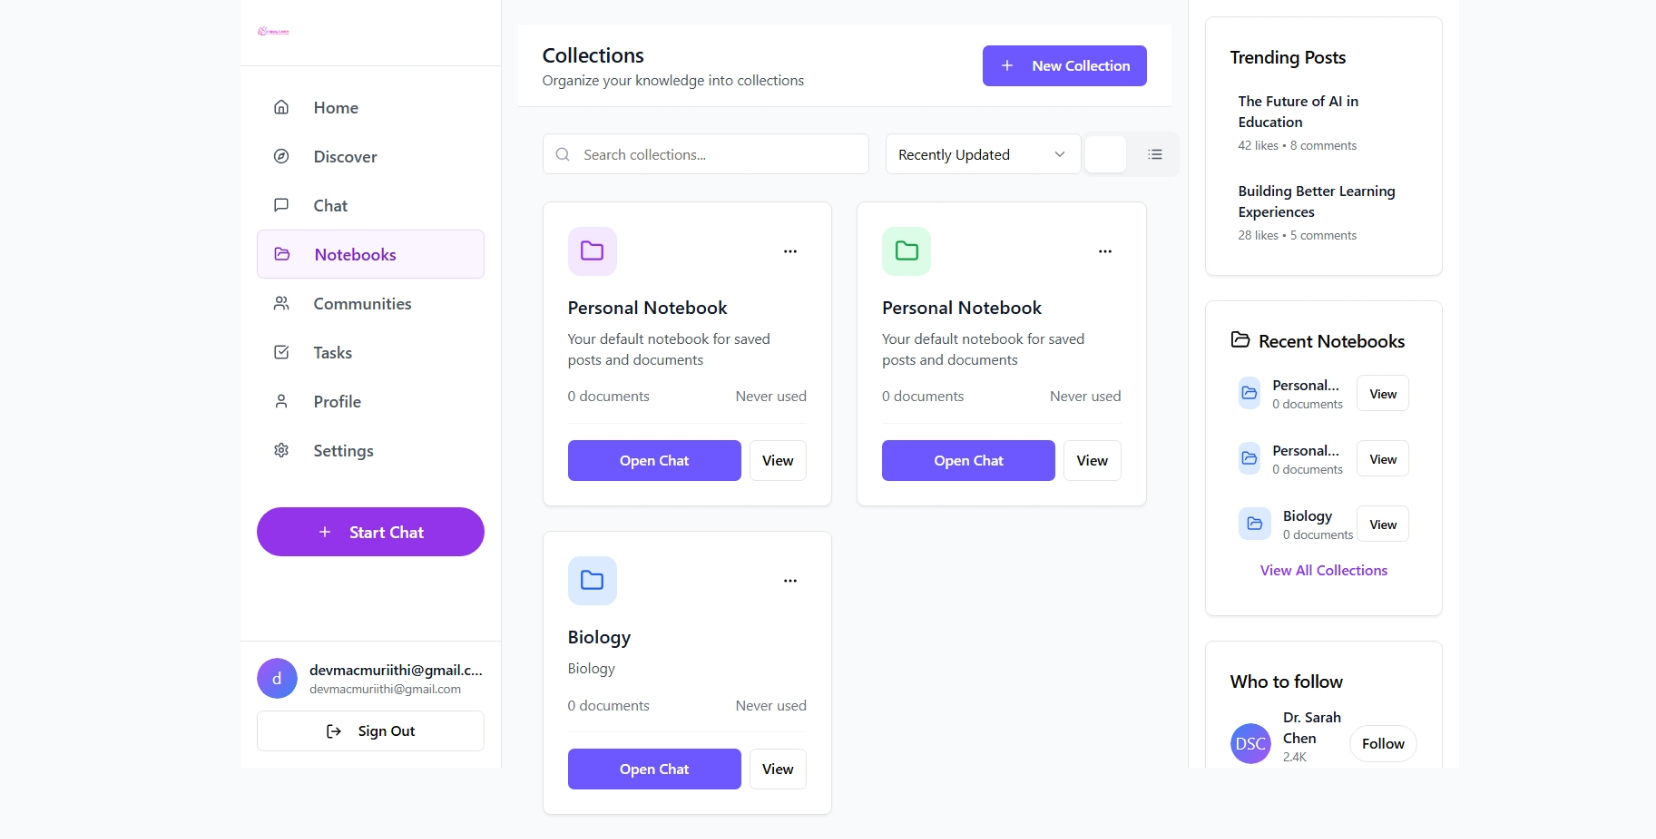 Home
Discover
Chat
Notebooks
Communities
Tasks
Profile
Settings
Start Chat
d
devmacmuriithi@gmail.c...
devmacmuriithi@gmail.com
Sign Out
Collections
Organize your knowledge into collections
New Collection
Search collections...
Recently Updated
Personal Notebook
Your default notebook for saved
posts and documents
0 documents
Never used
Open Chat
View
Personal Notebook
Your default notebook for saved
posts and documents
0 documents
Never used
Open Chat
View
Biology
Biology
0 documents
Never used
Open Chat
View
Trending Posts
The Future of AI in
Education
42 likes • 8 comments
Building Better Learning
Experiences
28 likes • 5 comments
Recent Notebooks
Personal...
0 documents
View
Personal...
0 documents
View
Biology
0 documents
View
View All Collections
Who to follow
DSC
Dr. Sarah
Chen
2.4K
Follow